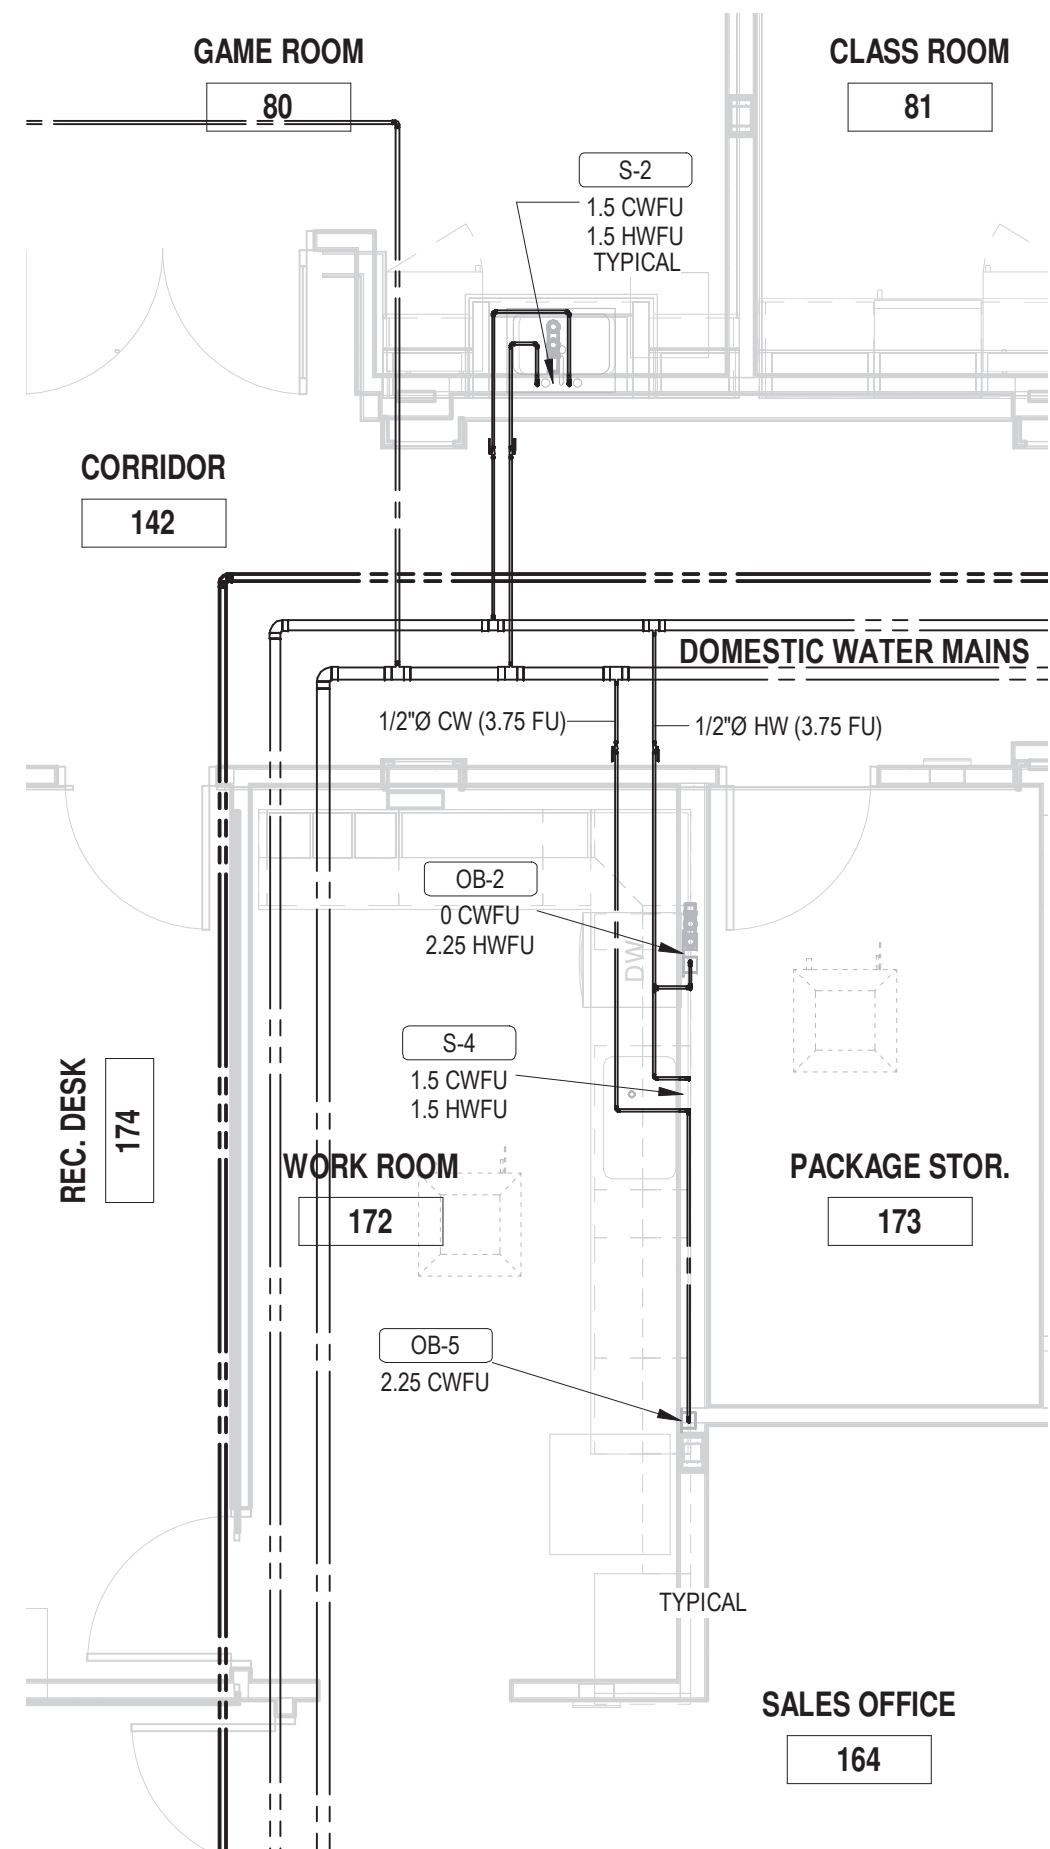 GAME ROOM
80
CLASS ROOM
81
S-2
1.5 CWFU
1.5 HWFU
TYPICAL
CORRIDOR
142
DOMESTIC WATER MAINS
1/2"Ø CW (3.75 FU)
1/2"Ø HW (3.75 FU)
OB-2
0 CWFU
2.25 HWFU
DW
S-4
1.5 CWFU
1.5 HWFU
REC. DESK
174
WORK ROOM
172
PACKAGE STOR.
173
OB-5
2.25 CWFU
TYPICAL
SALES OFFICE
164